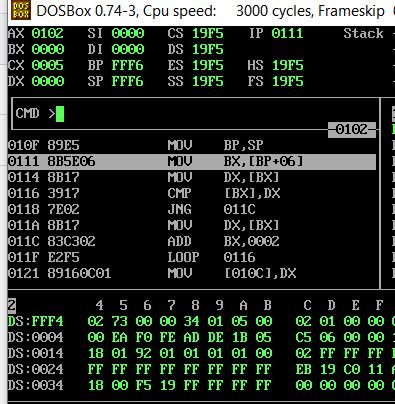 DOSBox 0.74-3, Cpu speed: 3000 cycles, Frameskip
AX 0102 SI 0000 CS 19F5 IP 0111 Stack
BX 0000 DI 0000 DS 19F5
CX 0005 BP FFF6 ES 19F5 HS 19F5
DX 0000 SP FFF6 SS 19F5 FS 19F5
CMD >
0102
010F 89E5 MOV BP,SP
0111 8B5E06 MOV BX,[BP+06]
0114 8B17 MOV DX,[BX]
0116 3917 CMP [BX],DX
0118 7E02 JNG 011C
011A 8B17 MOV DX,[BX]
011C 83C302 ADD BX,0002
011F E2F5 LOOP 0116
0121 89160C01 MOV [010C],DX
2 4 5 6 7 8 9 A B C D E F
DS:FFF4 02 73 00 00 34 01 05 00 02 01 00 00
DS:0004 00 EA F0 FE AD DE 1B 05 C5 06 00 00
DS:0014 18 01 92 01 01 01 01 00 02 FF FF FF
DS:0024 FF FF FF FF FF FF FF FF EB 19 C0 11
DS:0034 18 00 F5 19 FF FF FF FF 00 00 00 00